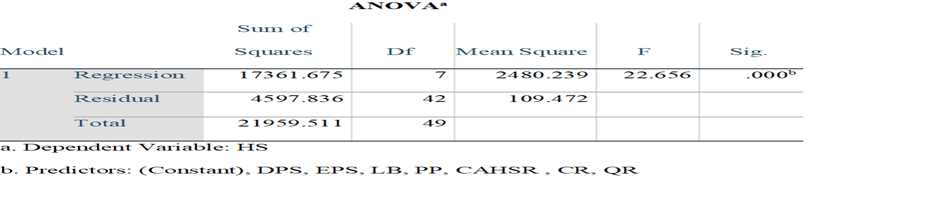 ANOVAᵃ
Model Sum of Squares Df Mean Square F Sig.
1 Regression 17361.675 7 2480.239 22.656 .000ᵇ
Residual 4597.836 42 109.472
Total 21959.511 49
a. Dependent Variable: HS
b. Predictors: (Constant), DPS, EPS, LB, PP, CAHSR , CR, QR